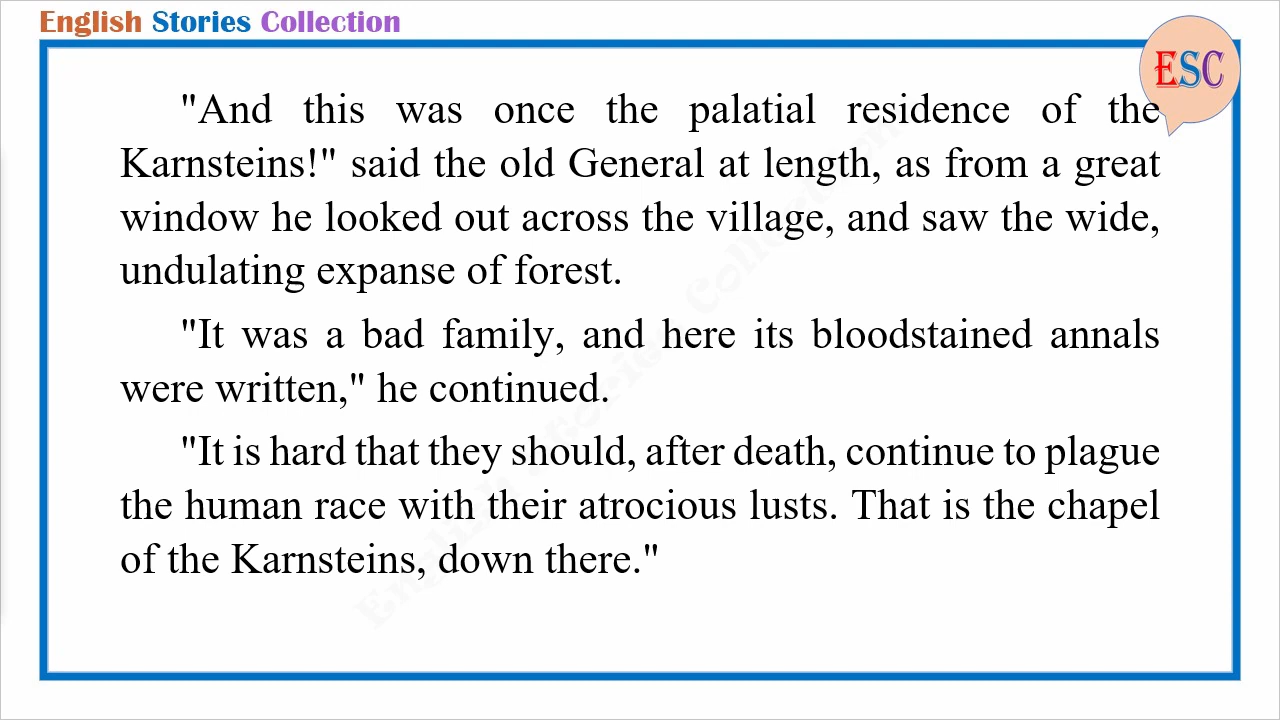 English Stories Collection
ESC
"And this was once the palatial residence of the
Karnsteins!" said the old General at length, as from a great
window he looked out across the village, and saw the wide,
undulating expanse of forest.
"It was a bad family, and here its bloodstained annals
were written," he continued.
"It is hard that they should, after death, continue to plague
the human race with their atrocious lusts. That is the chapel
of the Karnsteins, down there."
English Stories Collection